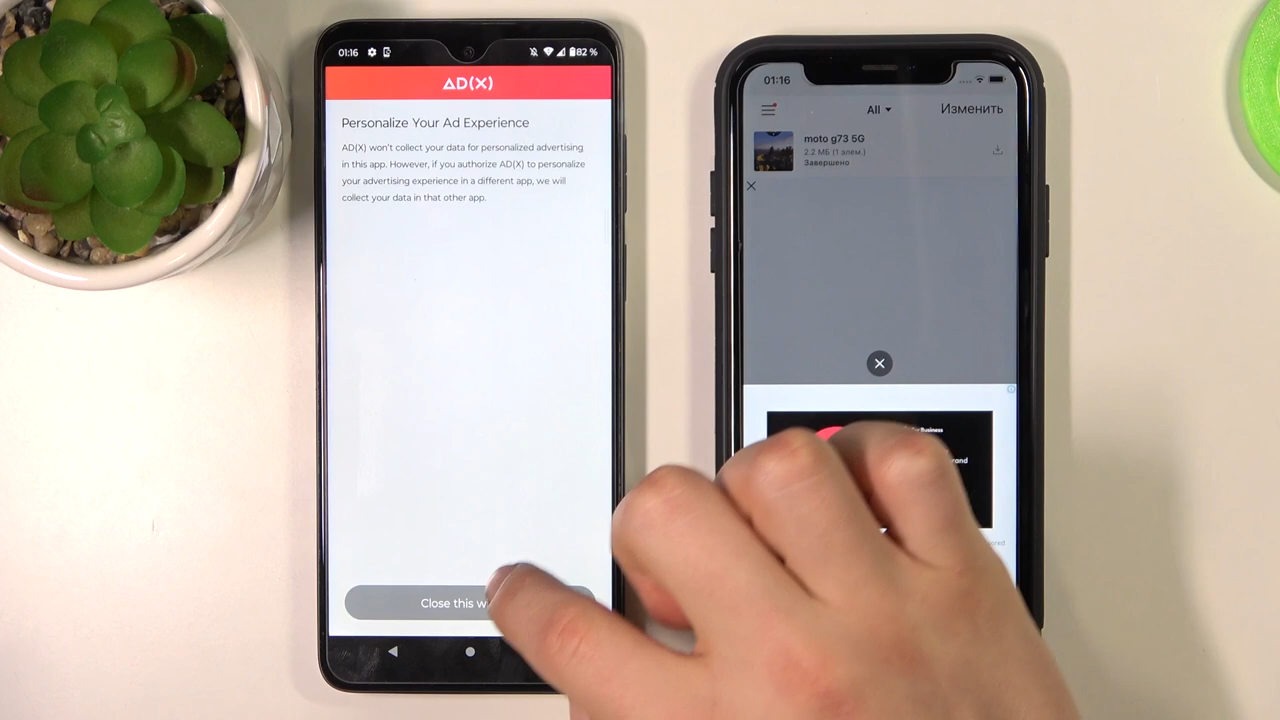 01:16
82 %
AD(X)
Personalize Your Ad Experience
AD(X) won't collect your data for personalized advertising
in this app. However, if you authorize AD(X) to personalize
your advertising experience in a different app, we will
collect your data in that other app.
Close this w
01:16
All
Изменить
moto g73 5G
2.2 МБ (1 элем.)
Завершено
Business